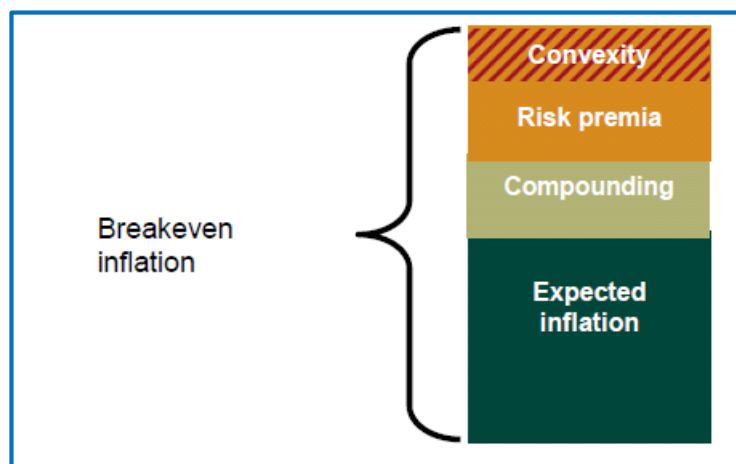 Convexity
Risk premia
Compounding
Breakeven
inflation
Expected
inflation